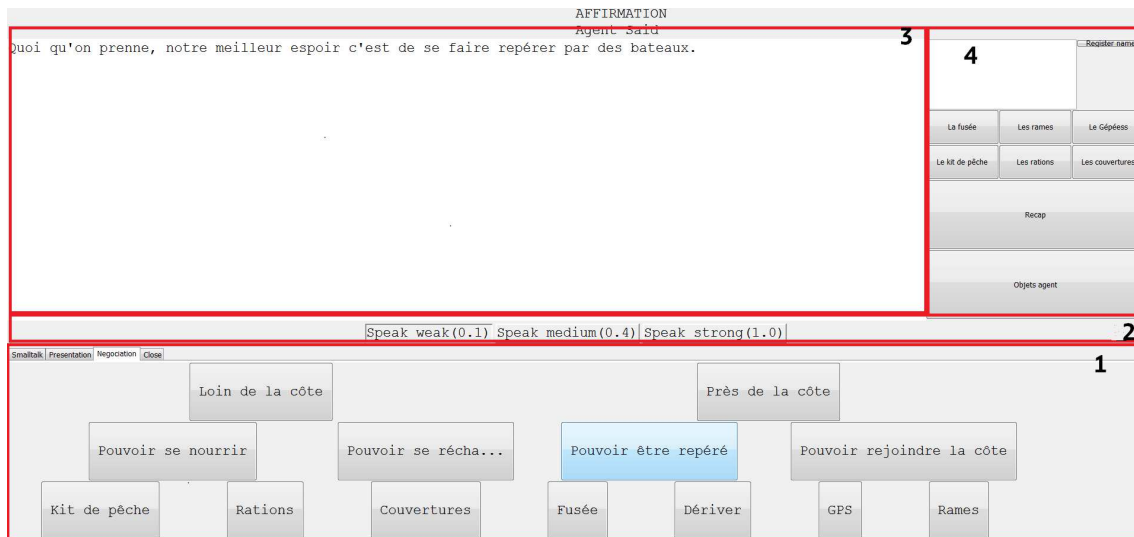 AFFIRMATION
Agent Said
3
Quoi qu'on prenne, notre meilleur espoir c'est de se faire repérer par des bateaux.
4
Register name
La fusée Les rames Le Gépéess
Le kit de pêche Les rations Les couvertures
Recap
Objets agent
Speak weak(0.1) Speak medium(0.4) Speak strong(1.0)
2
Smalltalk Presentation Negociation Close
1
Loin de la côte Près de la côte
Pouvoir se nourrir Pouvoir se récha... Pouvoir être repéré Pouvoir rejoindre la côte
Kit de pêche Rations Couvertures Fusée Dériver GPS Rames